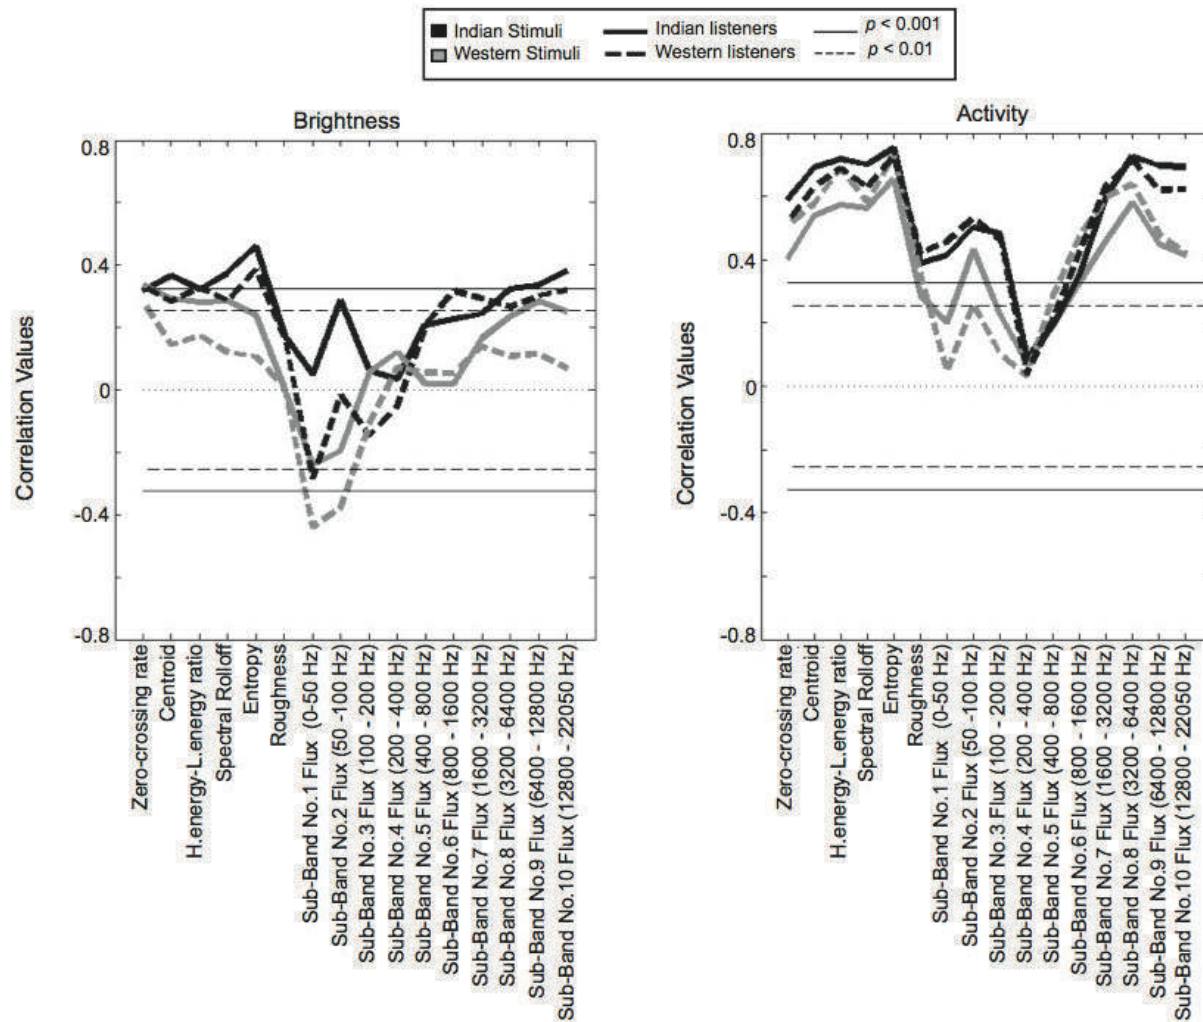 Indian Stimuli Indian listeners p < 0.001
Western Stimuli Western listeners p < 0.01
Brightness
Activity
0.8
0.4
0
-0.4
-0.8
Correlation Values
0.8
0.4
0
-0.4
-0.8
Correlation Values
Zero-crossing rate
Centroid
H.energy-L.energy ratio
Spectral Rolloff
Entropy
Roughness
Sub-Band No.1 Flux (0-50 Hz)
Sub-Band No.2 Flux (50 -100 Hz)
Sub-Band No.3 Flux (100 - 200 Hz)
Sub-Band No.4 Flux (200 - 400 Hz)
Sub-Band No.5 Flux (400 - 800 Hz)
Sub-Band No.6 Flux (800 - 1600 Hz)
Sub-Band No.7 Flux (1600 - 3200 Hz)
Sub-Band No.8 Flux (3200 - 6400 Hz)
Sub-Band No.9 Flux (6400 - 12800 Hz)
Sub-Band No.10 Flux (12800 - 22050 Hz)
Zero-crossing rate
Centroid
H.energy-L.energy ratio
Spectral Rolloff
Entropy
Roughness
Sub-Band No.1 Flux (0-50 Hz)
Sub-Band No.2 Flux (50 -100 Hz)
Sub-Band No.3 Flux (100 - 200 Hz)
Sub-Band No.4 Flux (200 - 400 Hz)
Sub-Band No.5 Flux (400 - 800 Hz)
Sub-Band No.6 Flux (800 - 1600 Hz)
Sub-Band No.7 Flux (1600 - 3200 Hz)
Sub-Band No.8 Flux (3200 - 6400 Hz)
Sub-Band No.9 Flux (6400 - 12800 Hz)
Sub-Band No.10 Flux (12800 - 22050 Hz)